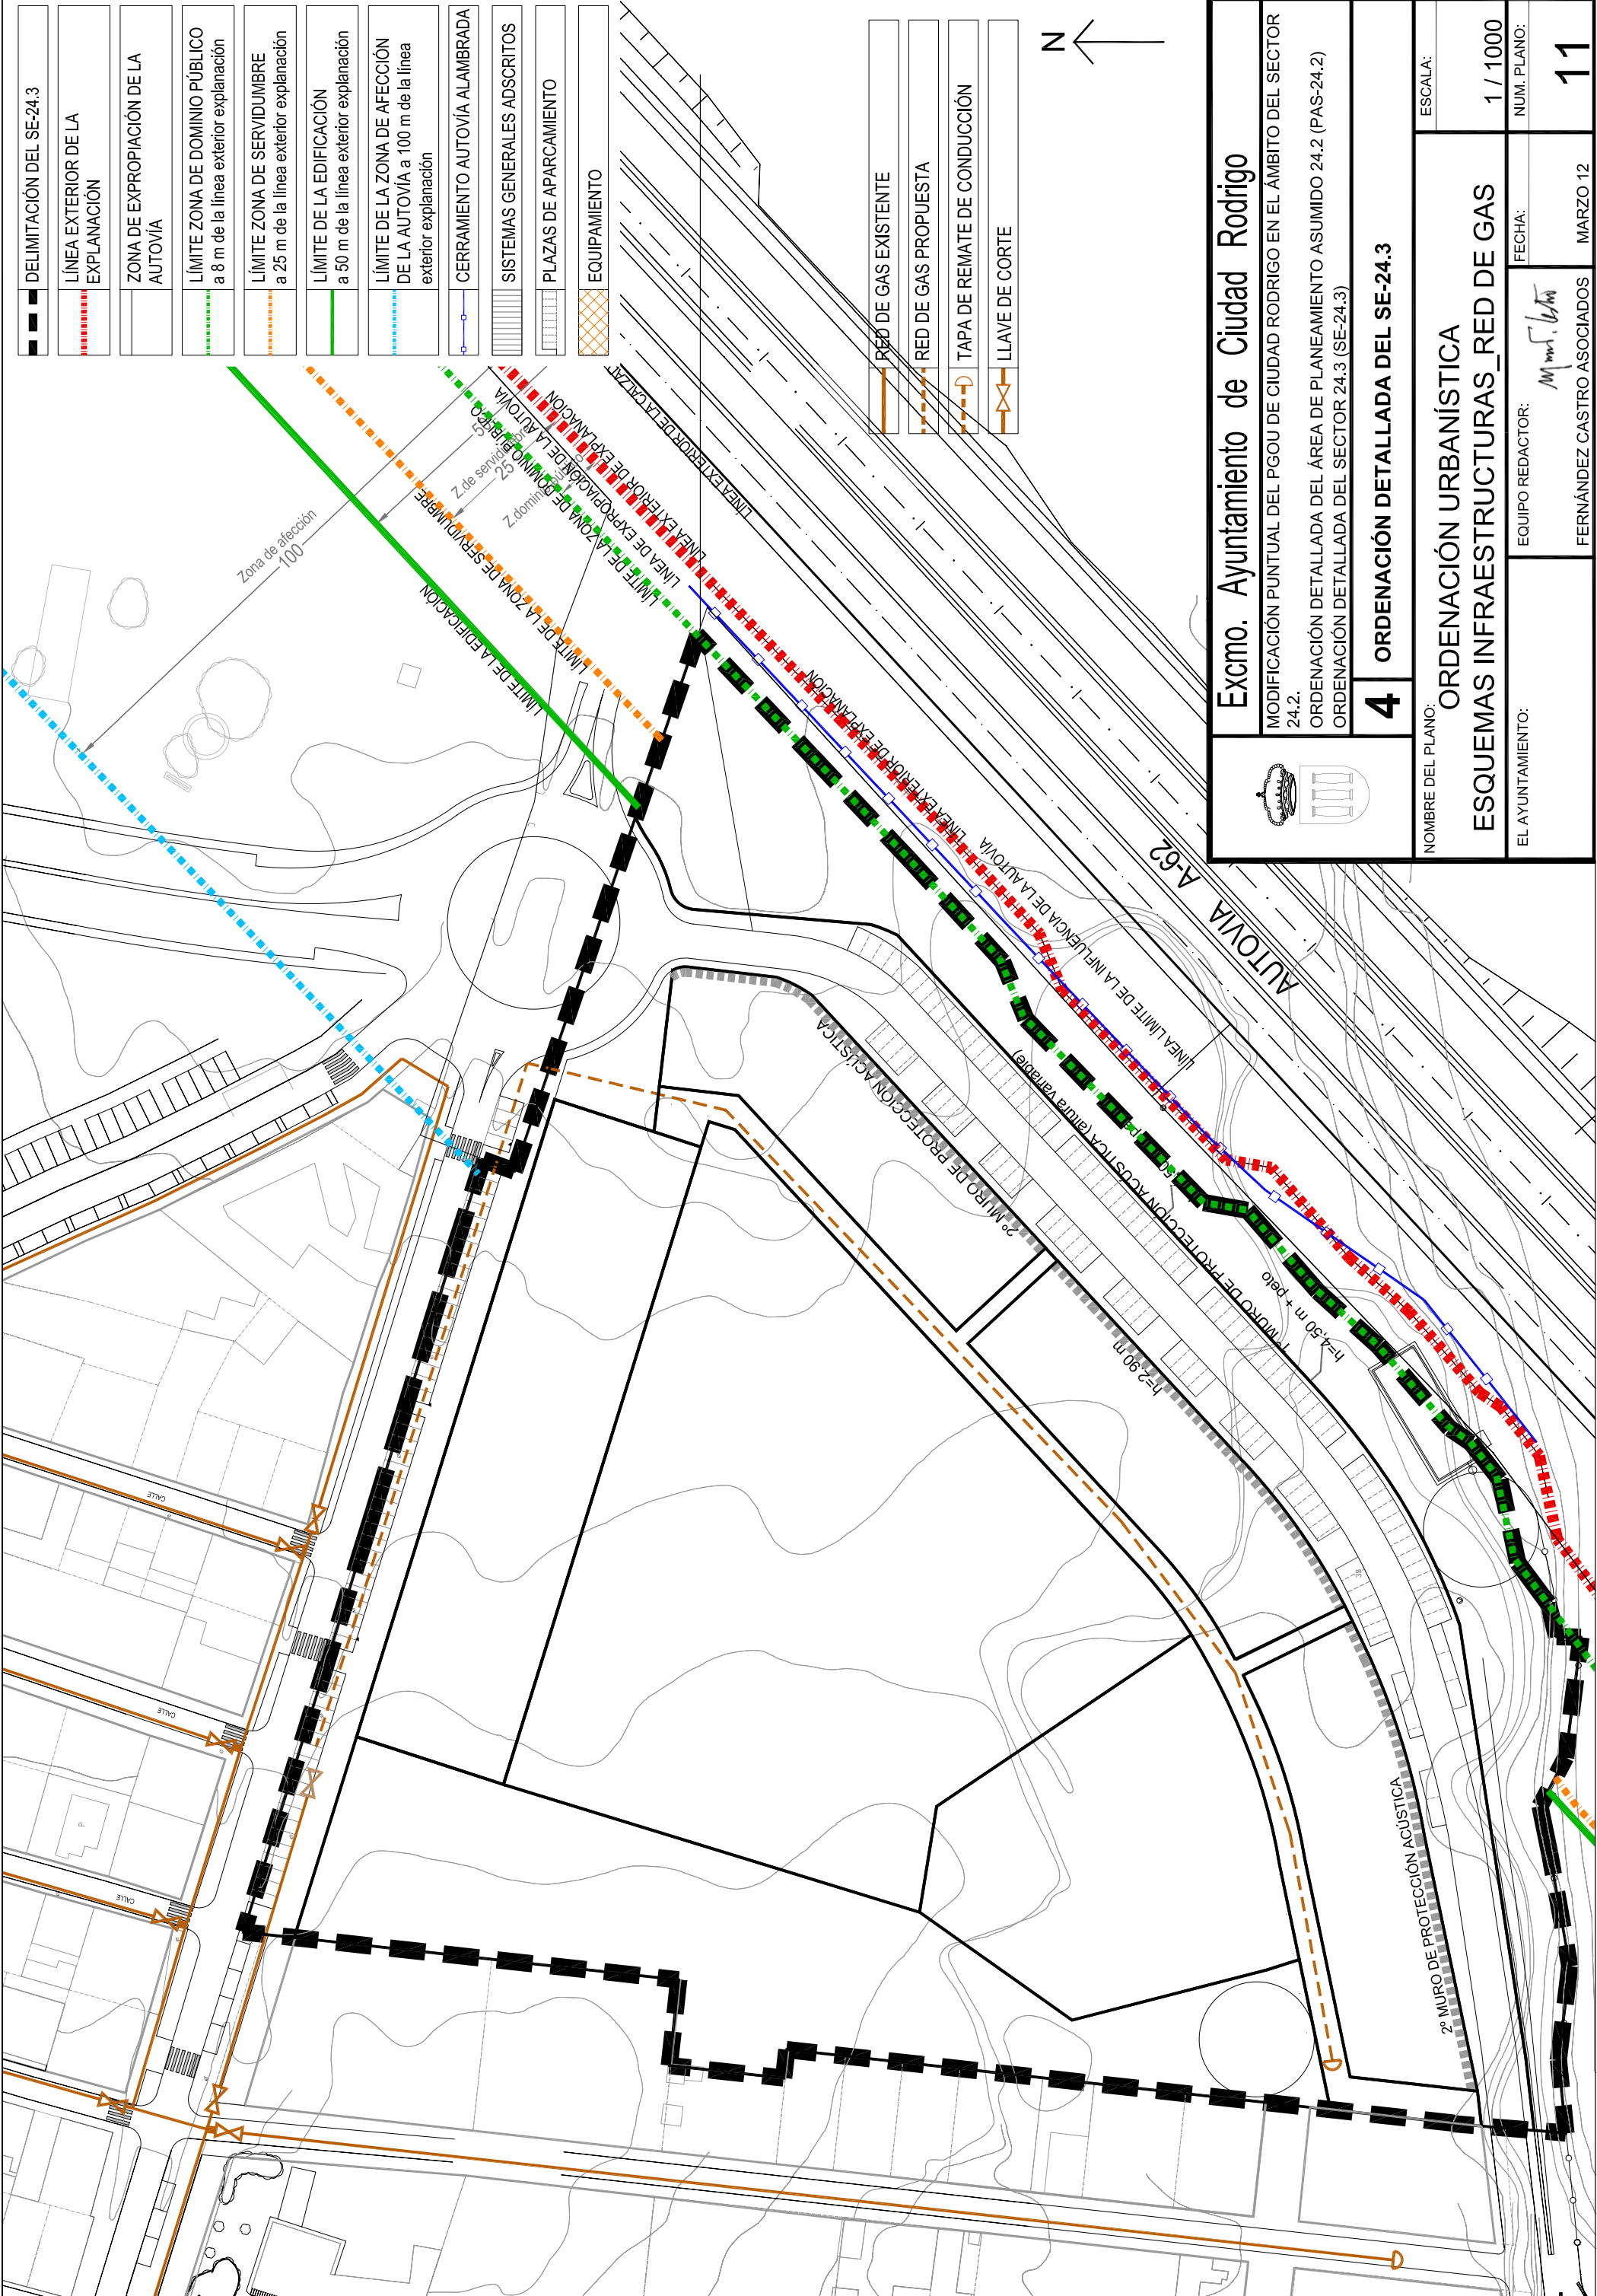 DELIMITACIÓN DEL SE-24.3
LÍNEA EXTERIOR DE LA
EXPLANACIÓN
ZONA DE EXPROPIACIÓN DE LA
AUTOVÍA
LÍMITE ZONA DE DOMINIO PÚBLICO
a 8 m de la línea exterior explanación
LÍMITE ZONA DE SERVIDUMBRE
a 25 m de la línea exterior explanación
LÍMITE DE LA EDIFICACIÓN
a 50 m de la línea exterior explanación
LÍMITE DE LA ZONA DE AFECCIÓN
DE LA AUTOVÍA a 100 m de la línea
exterior explanación
CERRAMIENTO AUTOVÍA ALAMBRADA
SISTEMAS GENERALES ADSCRITOS
PLAZAS DE APARCAMIENTO
EQUIPAMIENTO
RED DE GAS EXISTENTE
RED DE GAS PROPUESTA
TAPA DE REMATE DE CONDUCCIÓN
LLAVE DE CORTE
N
Zona de afección
100
Z.de servidumbre
25
LÍMITE DE LA EDIFICACIÓN
LÍMITE DE LA ZONA DE SERVIDUMBRE
LÍMITE DE LA ZONA DE DOMINIO PÚBLICO
LÍNEA DE EXPROPIACIÓN DE LA AUTOVÍA
LÍNEA EXTERIOR DE EXPLANACIÓN
LÍNEA EXTERIOR DE LA CALZADA
LÍNEA EXTERIOR DE EXPLANACIÓN
LÍNEA LÍMITE DE LA INFLUENCIA DE LA AUTOVÍA
AUTOVÍA A-62
2º MURO DE PROTECCIÓN ACÚSTICA
h=2,90 m
1º MURO DE PROTECCIÓN ACÚSTICA (altura variable)
h=4,50 m + peto
2º MURO DE PROTECCIÓN ACÚSTICA
CALLE
CALLE
CALLE
Excmo. Ayuntamiento de Ciudad Rodrigo
MODIFICACIÓN PUNTUAL DEL PGOU DE CIUDAD RODRIGO EN EL ÁMBITO DEL SECTOR
24.2.
ORDENACIÓN DETALLADA DEL ÁREA DE PLANEAMIENTO ASUMIDO 24.2 (PAS-24.2)
ORDENACIÓN DETALLADA DEL SECTOR 24.3 (SE-24.3)
4 ORDENACIÓN DETALLADA DEL SE-24.3
NOMBRE DEL PLANO:
ORDENACIÓN URBANÍSTICA
ESQUEMAS INFRAESTRUCTURAS_RED DE GAS
ESCALA:
1 / 1000
NUM. PLANO:
11
EL AYUNTAMIENTO:
EQUIPO REDACTOR:
FERNÁNDEZ CASTRO ASOCIADOS
FECHA:
MARZO 12